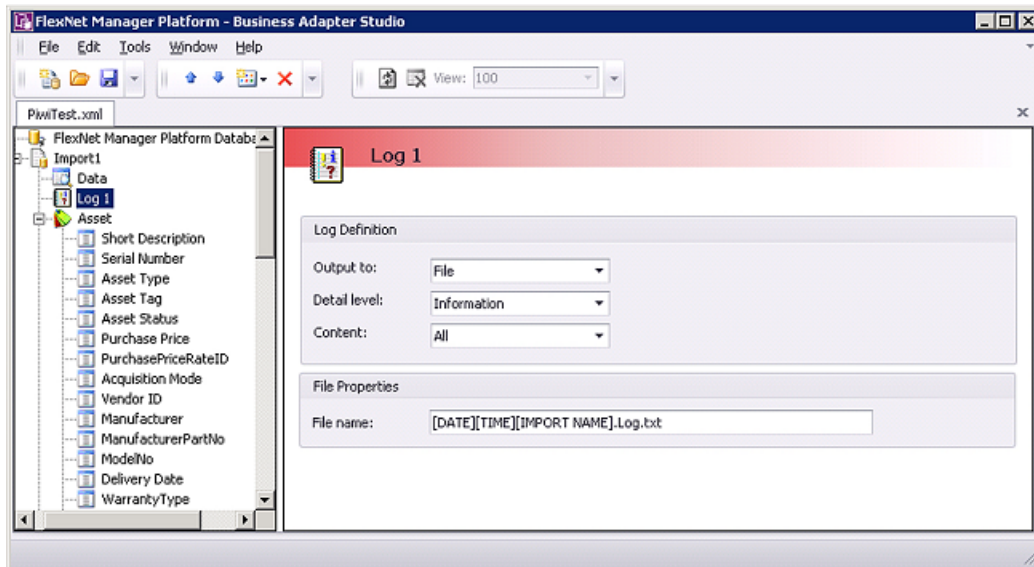 FlexNet Manager Platform - Business Adapter Studio
File Edit Tools Window Help
View: 100
PiwiTest.xml
FlexNet Manager Platform Databa
Import1
Data
Log 1
Asset
Short Description
Serial Number
Asset Type
Asset Tag
Asset Status
Purchase Price
PurchasePriceRateID
Acquisition Mode
Vendor ID
Manufacturer
ManufacturerPartNo
ModelNo
Delivery Date
WarrantyType
Log 1
Log Definition
Output to: File
Detail level: Information
Content: All
File Properties
File name: [DATE][TIME][IMPORT NAME].Log.txt